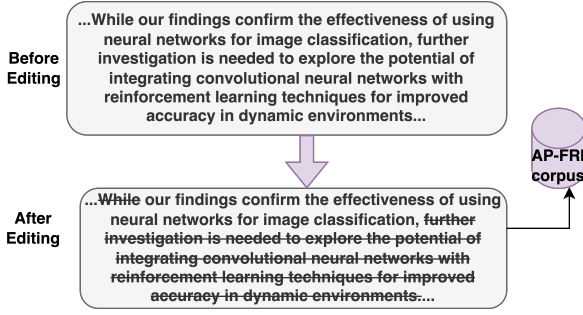 ...While our findings confirm the effectiveness of using
neural networks for image classification, further
investigation is needed to explore the potential of
integrating convolutional neural networks with
reinforcement learning techniques for improved
accuracy in dynamic environments...
Before
Editing
...While our findings confirm the effectiveness of using
neural networks for image classification, further
investigation is needed to explore the potential of
integrating convolutional neural networks with
reinforcement learning techniques for improved
accuracy in dynamic environments....
After
Editing
AP-FRI
corpus